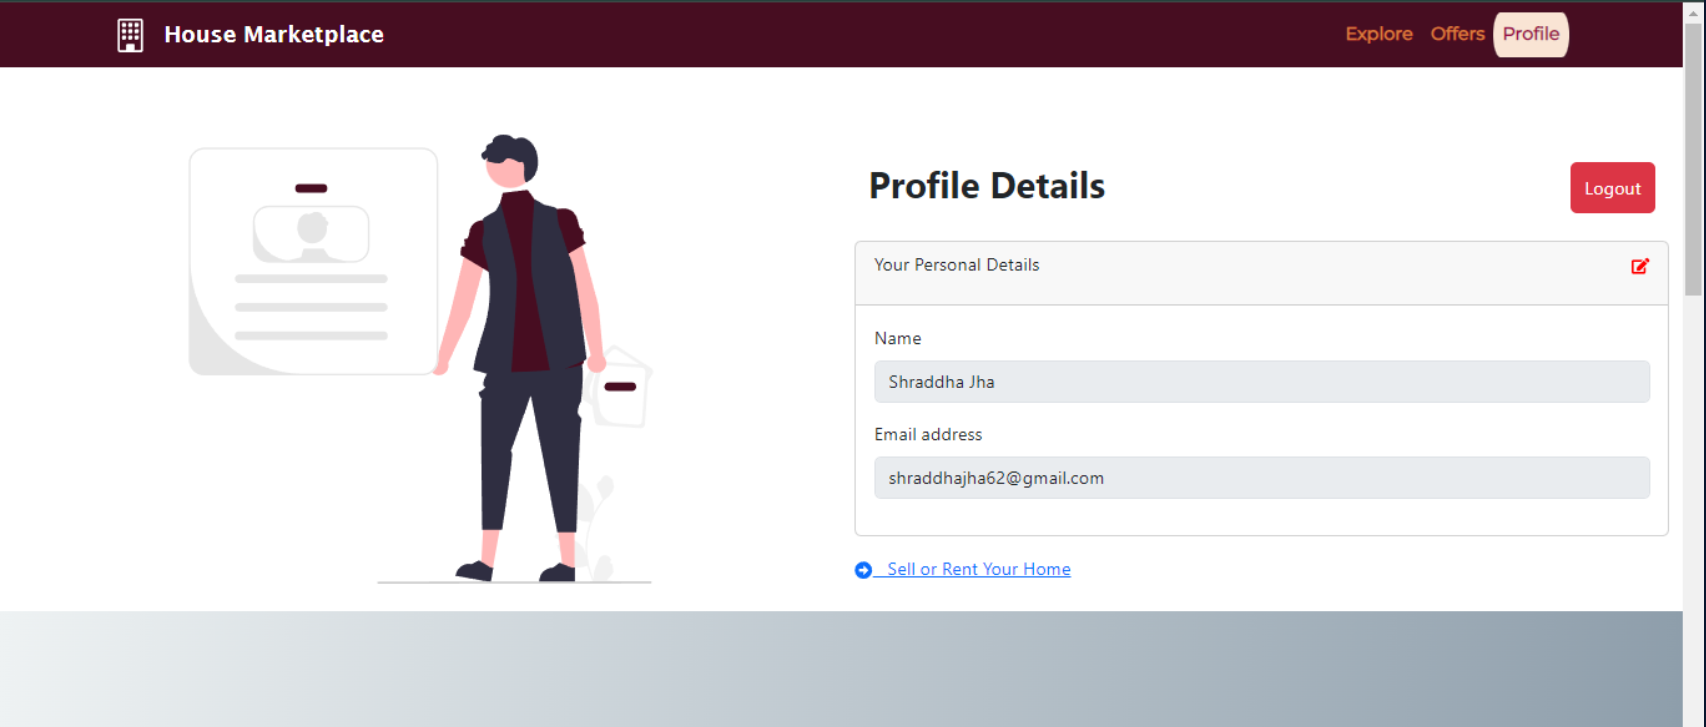 House Marketplace
Explore Offers Profile
Profile Details
Logout
Your Personal Details
Name
Shraddha Jha
Email address
shraddhajha62@gmail.com
Sell or Rent Your Home